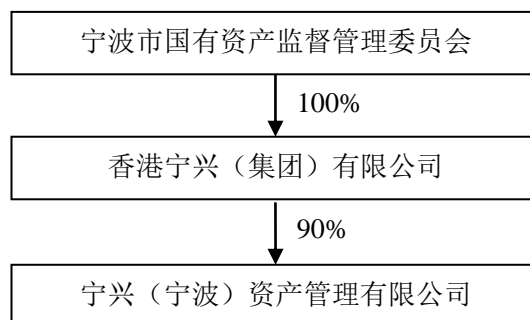 宁波市国有资产监督管理委员会
100%
香港宁兴（集团）有限公司
90%
宁兴（宁波）资产管理有限公司